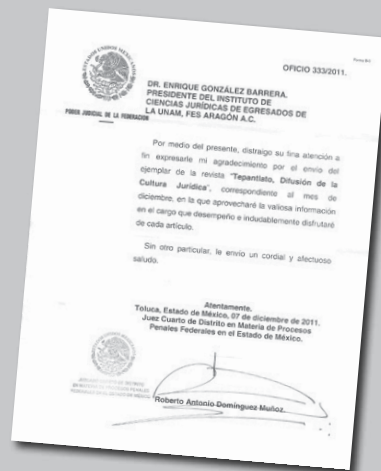 OFICIO 333/2011.
ESTADOS UNIDOS MEXICANOS
PODER JUDICIAL DE LA FEDERACIÓN
DR. ENRIQUE GONZÁLEZ BARRERA.
PRESIDENTE DEL INSTITUTO DE
CIENCIAS JURÍDICAS DE EGRESADOS DE
LA UNAM, FES ARAGÓN A.C.
Por medio del presente, distraigo su fina atención a
fin expresarle mi agradecimiento por el envío del
ejemplar de la revista "Tepantlato, Difusión de la
Cultura Jurídica", correspondiente al mes de
diciembre, en la que aprovecharé la valiosa información
en el cargo que desempeño e indudablemente disfrutaré
de cada artículo.
Sin otro particular, le envío un cordial y afectuoso
saludo.
Atentamente.
Toluca, Estado de México, 07 de diciembre de 2011.
Juez Cuarto de Distrito en Materia de Procesos
Penales Federales en el Estado de México.
Roberto Antonio Domínguez Muñoz.